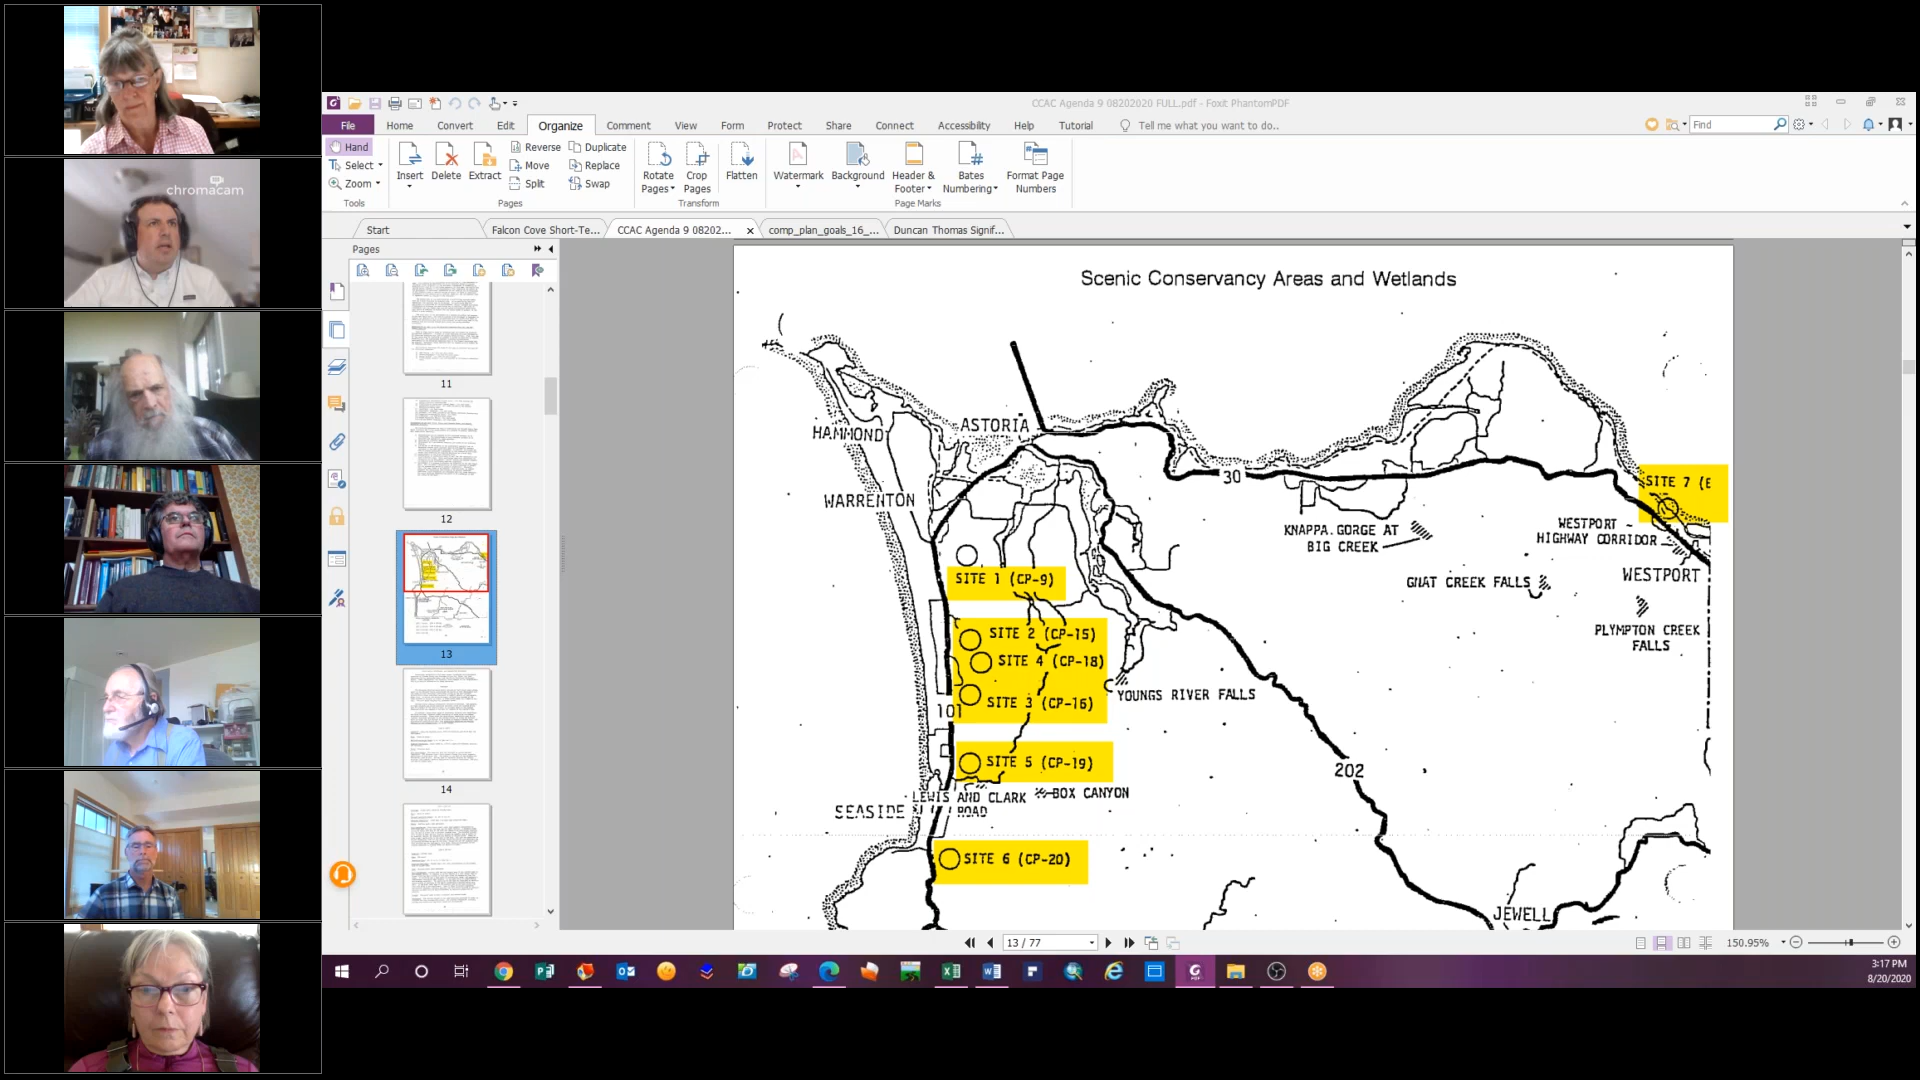 chromacam
CCAC Agenda 9 08202020 FULL.pdf - Foxit PhantomPDF
File Home Convert Edit Organize Comment View Form Protect Share Connect Accessibility Help Tutorial Tell me what you want to do.. Find
Hand
Select
Zoom
Tools
Insert Delete Extract
Reverse Duplicate
Move Replace
Split Swap
Pages
Rotate Pages Crop Pages Flatten
Transform
Watermark Background Header & Footer Bates Numbering Format Page Numbers
Page Marks
Start Falcon Cove Short-Te... CCAC Agenda 9 08202... comp_plan_goals_16_... Duncan Thomas Signif...
Pages
11
12
13
14
Scenic Conservancy Areas and Wetlands
HAMMOND
ASTORIA
WARRENTON
30
SITE 7 (E
KNAPPA GORGE AT
BIG CREEK
WESTPORT -
HIGHWAY CORRIDOR
WESTPORT
GNAT CREEK FALLS
PLYMPTON CREEK
FALLS
SITE 1 (CP-9)
SITE 2 (CP-15)
SITE 4 (CP-18)
SITE 3 (CP-16)
YOUNGS RIVER FALLS
101
SITE 5 (CP-19)
202
LEWIS AND CLARK
ROAD
BOX CANYON
SEASIDE
SITE 6 (CP-20)
JEWELL
13 / 77
150.95%
3:17 PM
8/20/2020